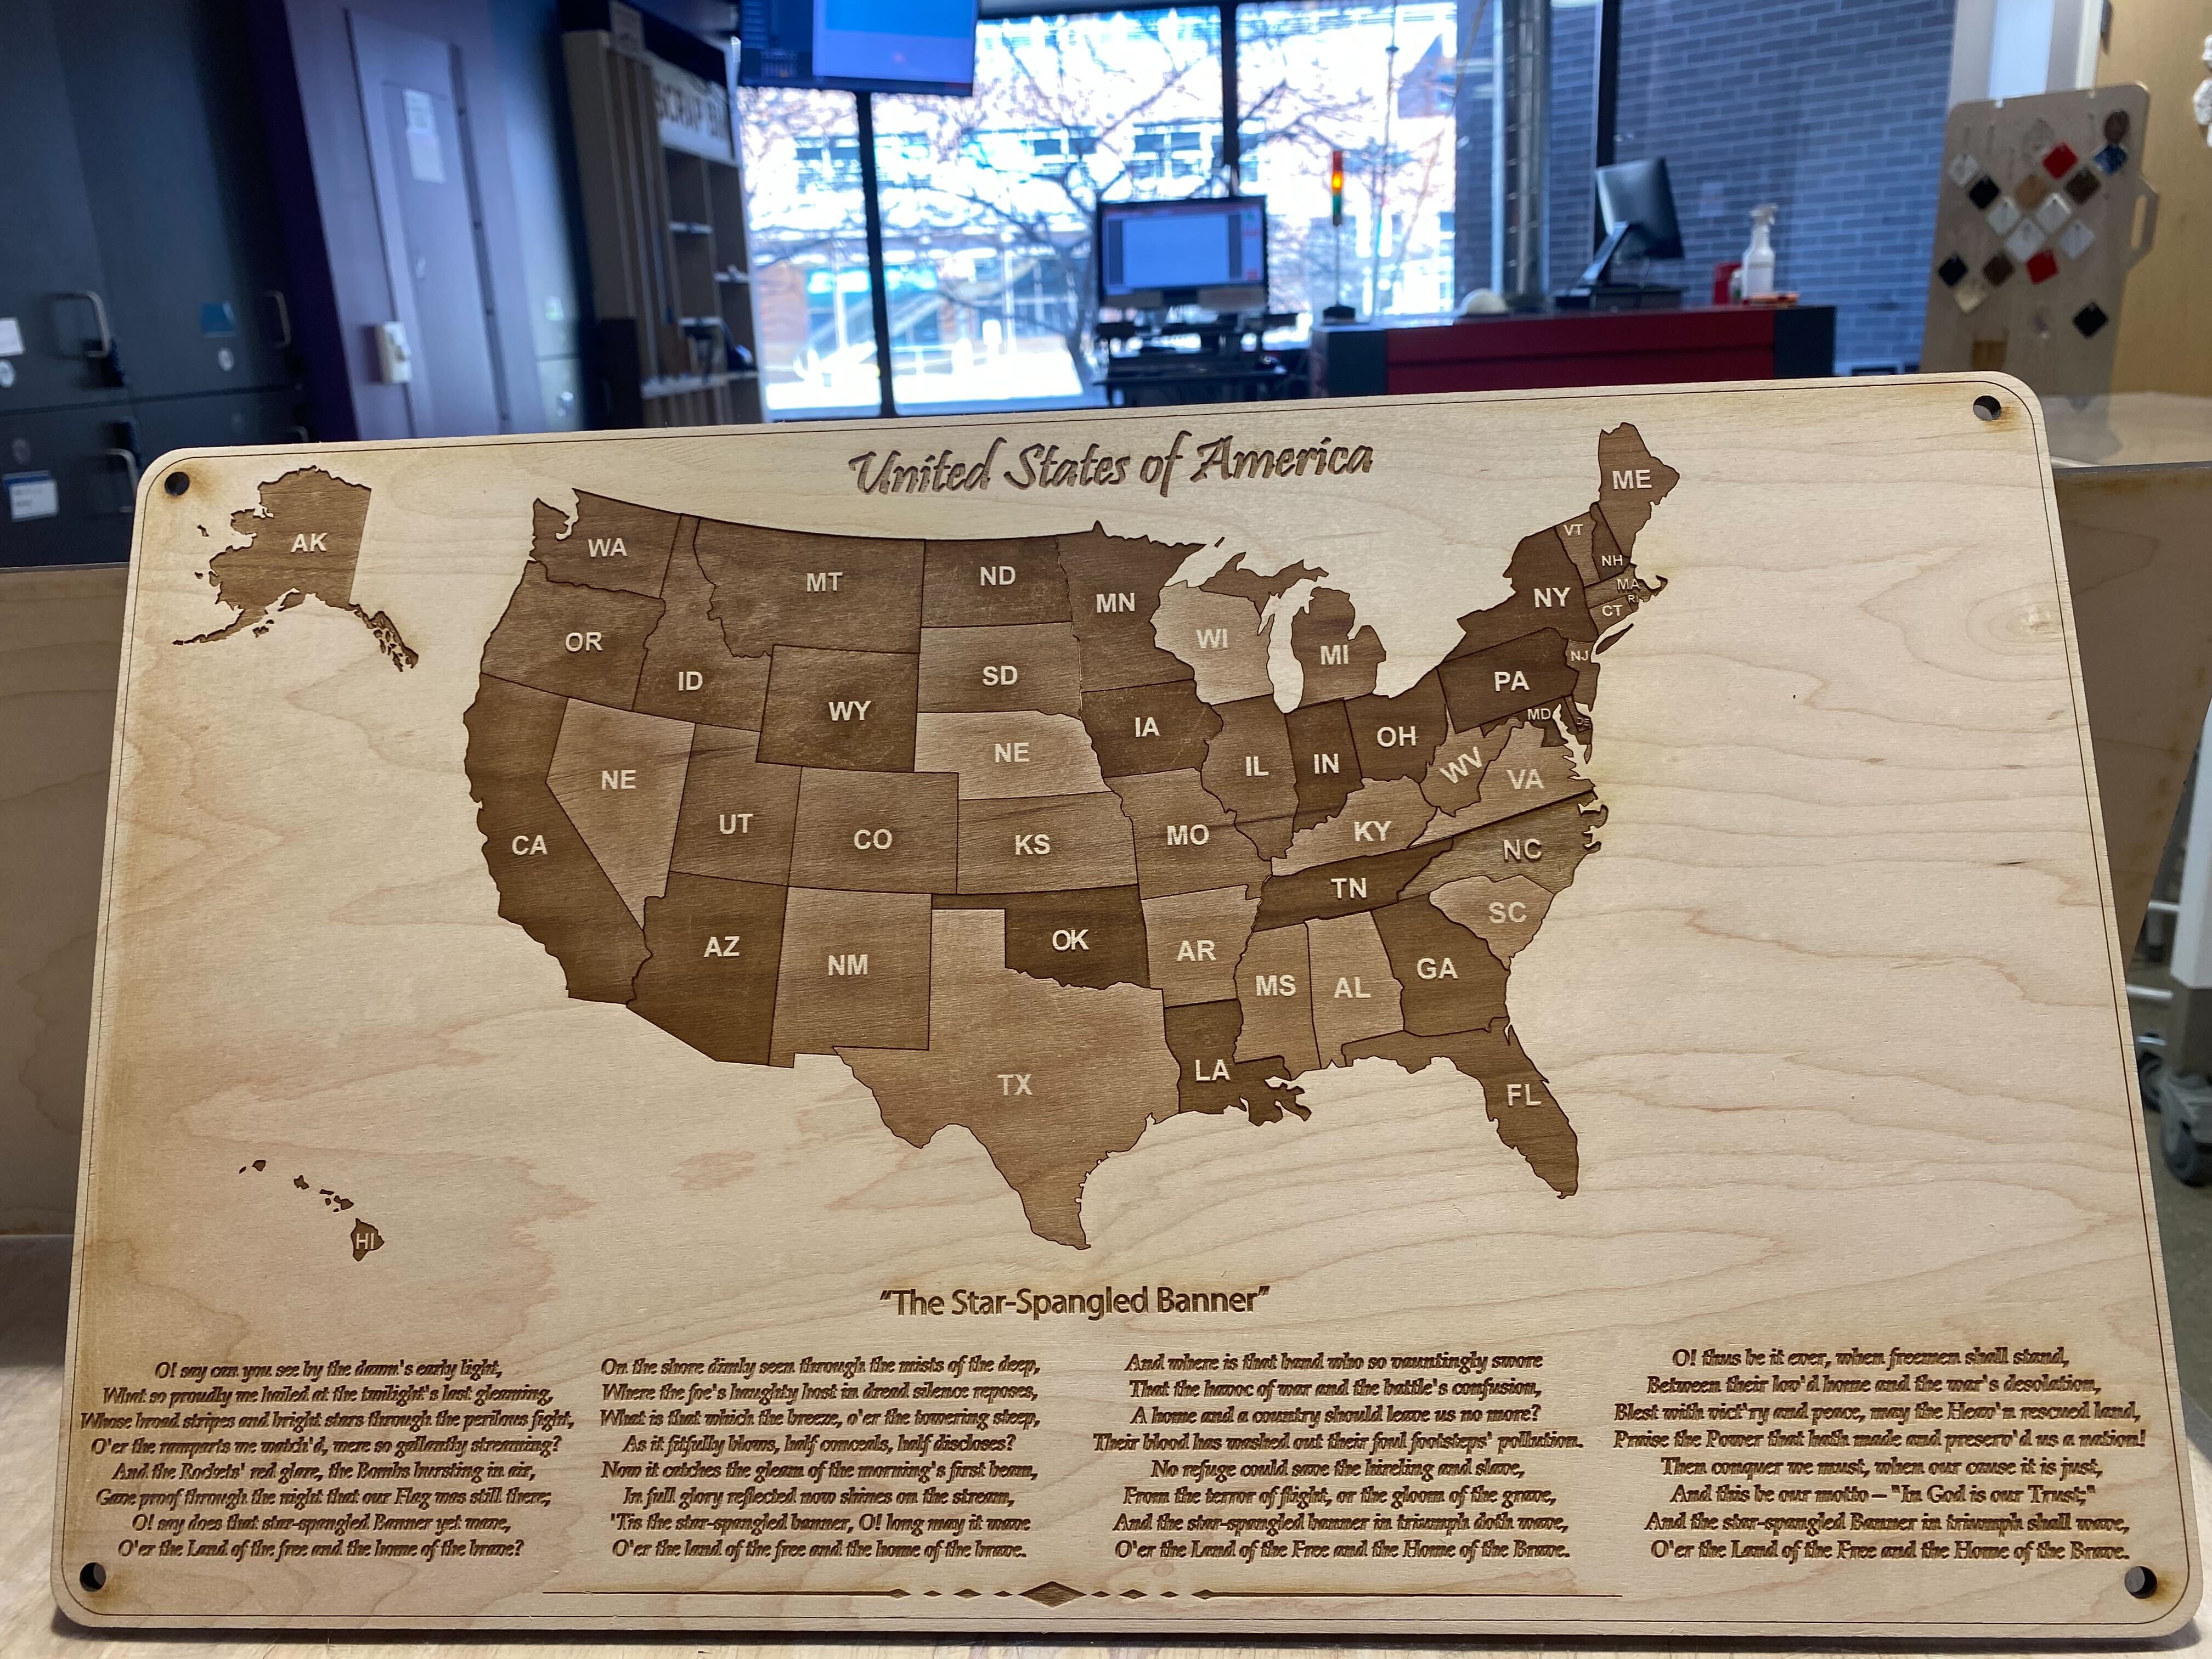 SCRAP
United States of America
AK
WA
MT
ND
MN
ME
VT
NH
MA
RI
CT
NY
OR
ID
WY
SD
WI
MI
PA
NJ
MD
DE
NE
UT
CO
NE
KS
IA
MO
IL
IN
OH
WV
VA
KY
CA
AZ
NM
OK
AR
TN
NC
SC
MS
AL
GA
TX
LA
FL
HI
"The Star-Spangled Banner"
O! say can you see by the dawn's early light,
What so proudly we hailed at the twilight's last gleaming,
Whose broad stripes and bright stars through the perilous fight,
O'er the ramparts we watch'd, were so gallantly streaming?
And the Rockets' red glare, the Bombs bursting in air,
Gave proof through the night that our Flag was still there;
O! say does that star-spangled Banner yet wave,
O'er the Land of the free and the home of the brave?
On the shore dimly seen through the mists of the deep,
Where the foe's haughty host in dread silence reposes,
What is that which the breeze, o'er the towering steep,
As it fitfully blows, half conceals, half discloses?
Now it catches the gleam of the morning's first beam,
In full glory reflected now shines on the stream,
'Tis the star-spangled banner, O! long may it wave
O'er the land of the free and the home of the brave.
And where is that band who so vauntingly swore
That the havoc of war and the battle's confusion,
A home and a country should leave us no more?
Their blood has washed out their foul footsteps' pollution.
No refuge could save the hireling and slave,
From the terror of flight, or the gloom of the grave,
And the star-spangled banner in triumph doth wave,
O'er the Land of the Free and the Home of the Brave.
O! thus be it ever, when freemen shall stand,
Between their lov'd home and the war's desolation,
Blest with vict'ry and peace, may the Heav'n rescued land,
Praise the Power that hath made and preserv'd us a nation!
Then conquer we must, when our cause it is just,
And this be our motto – "In God is our Trust;"
And the star-spangled Banner in triumph shall wave,
O'er the Land of the Free and the Home of the Brave.